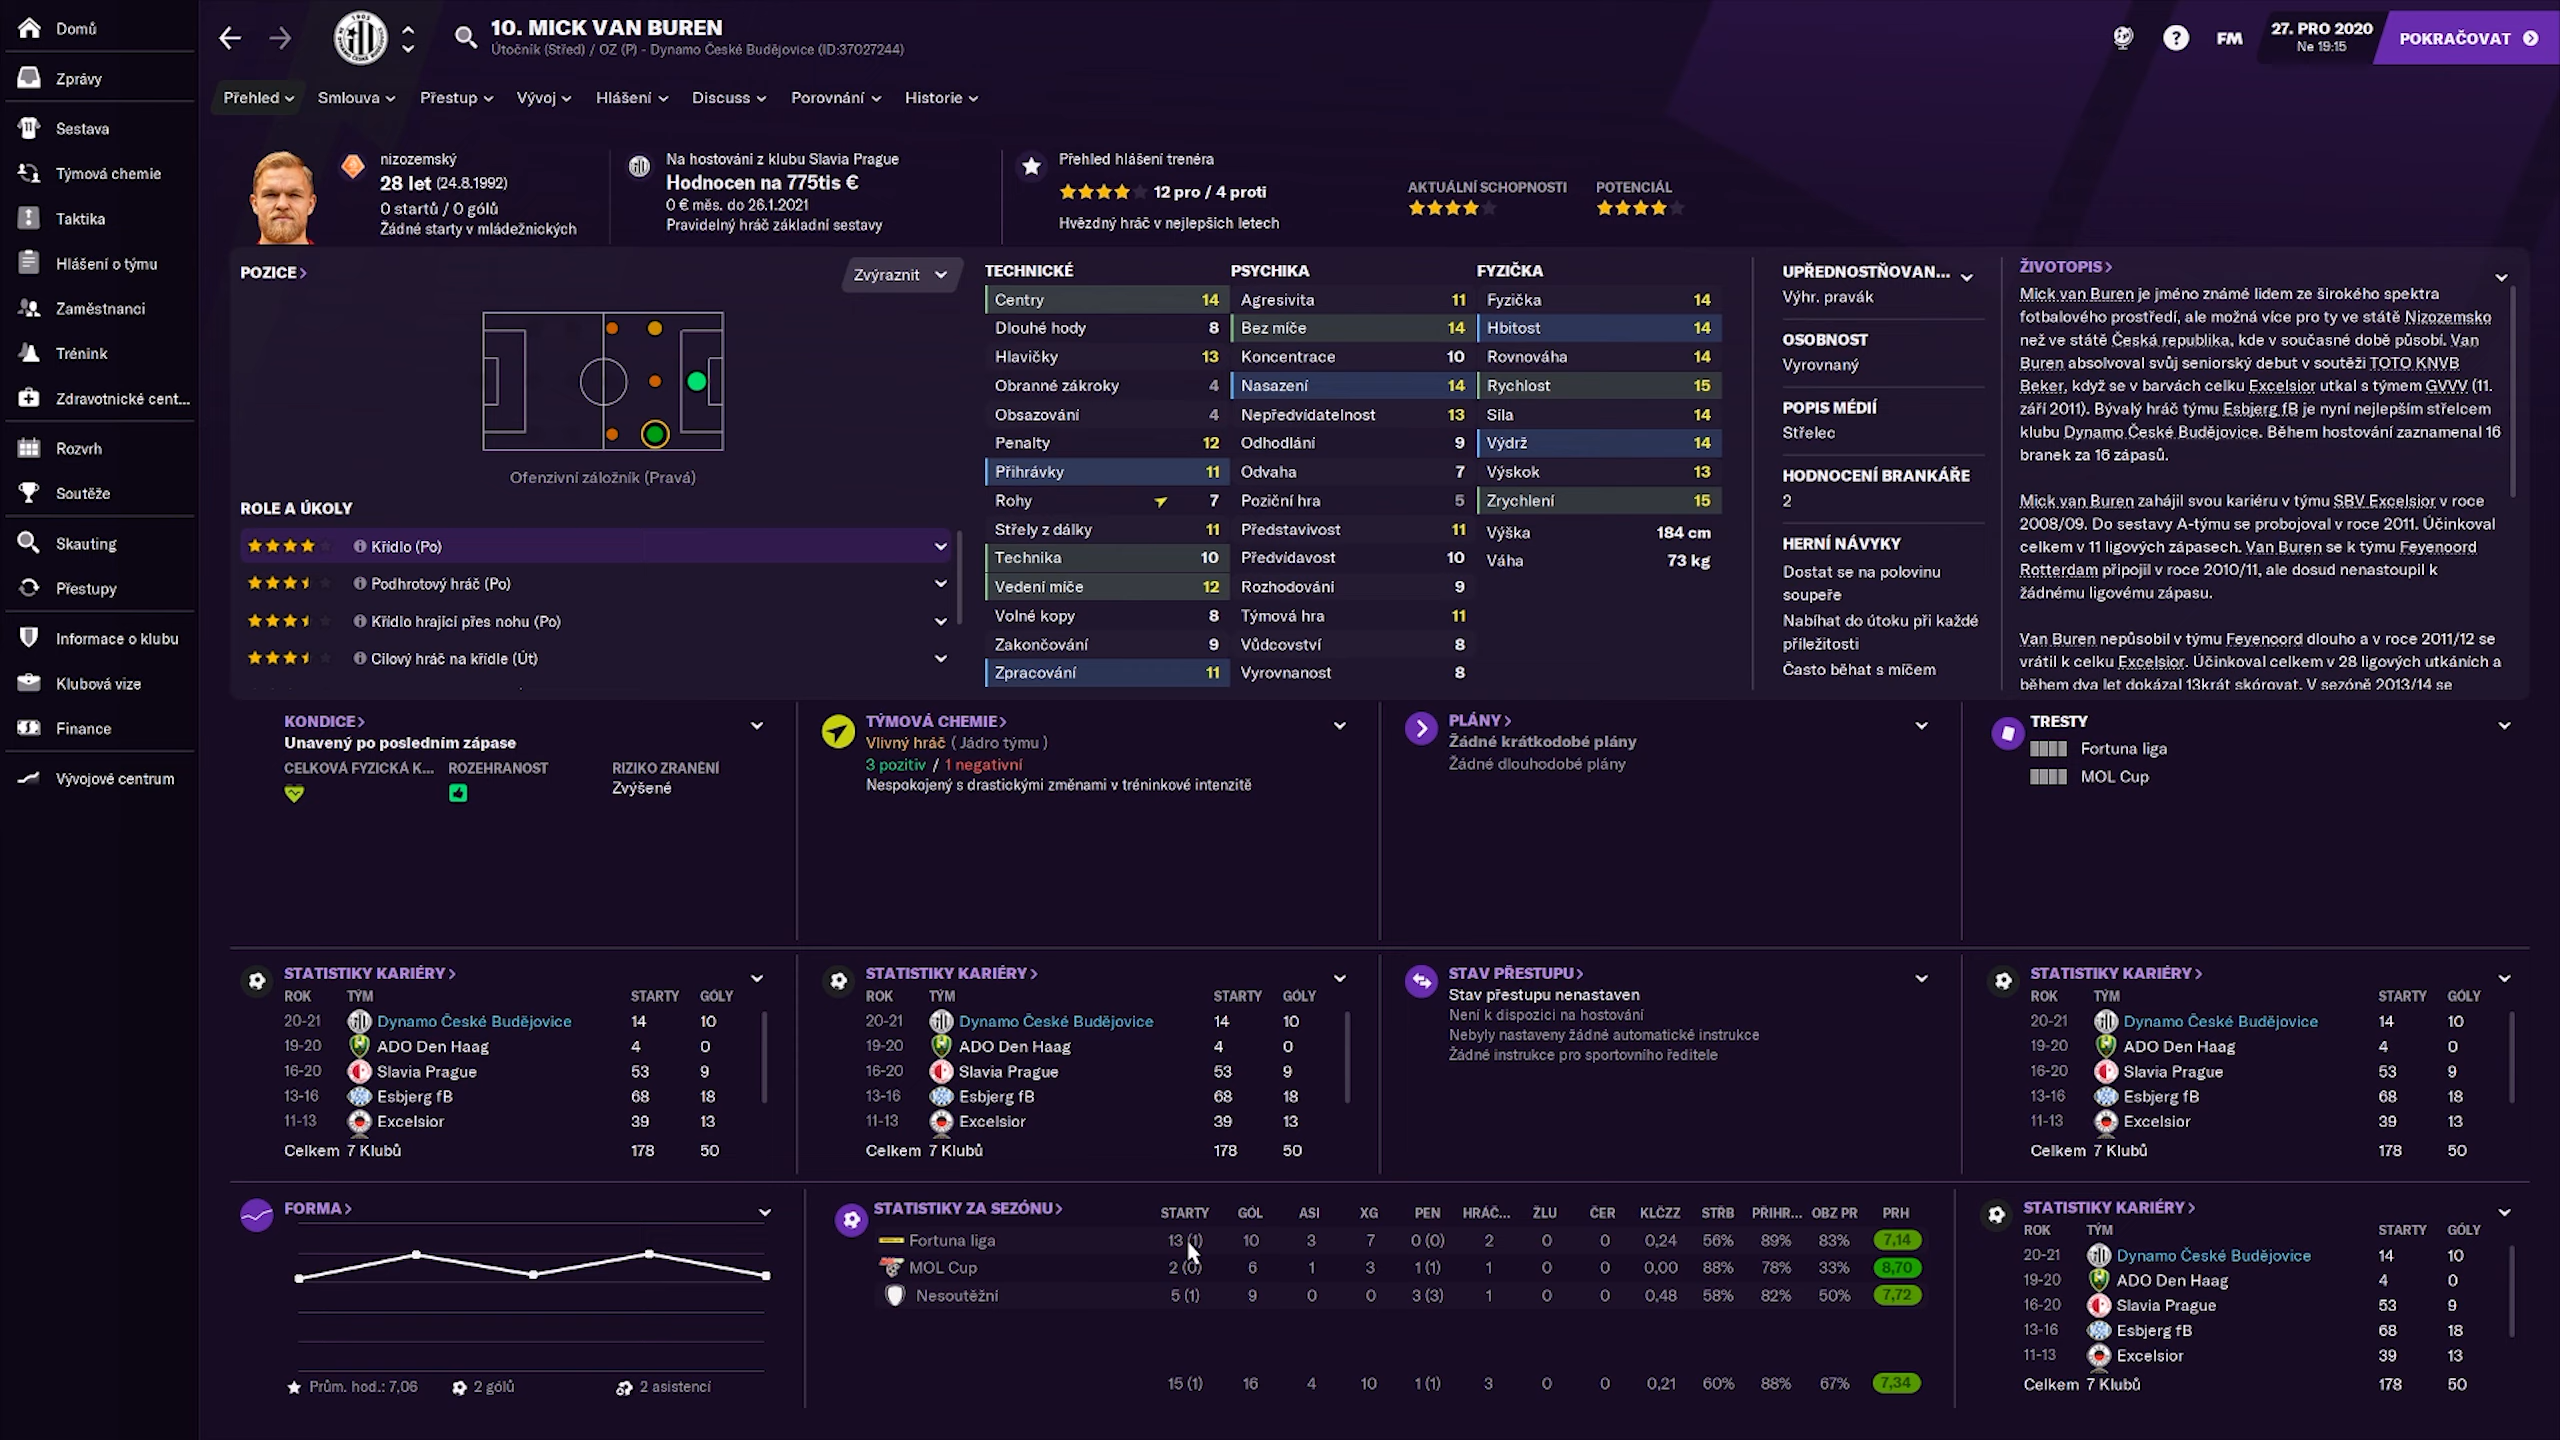 Domů
Zprávy
Sestava
Týmová chemie
Taktika
Hlášení o týmu
Zaměstnanci
Trénink
Zdravotnické cent...
Rozvrh
Soutěže
Skauting
Přestupy
Informace o klubu
Klubová vize
Finance
Vývojové centrum
10. MICK VAN BUREN
Útočník (Střed) / OZ (P) - Dynamo České Budějovice (ID:37027244)
FM
27. PRO 2020
Ne 19:15
POKRAČOVAT
Přehled Smlouva Přestup Vývoj Hlášení Discuss Porovnání Historie
nizozemský
28 let (24.8.1992)
0 startů / 0 gólů
Žádné starty v mládežnických
Na hostování z klubu Slavia Prague
Hodnocen na 775tis €
0 € měs. do 26.1.2021
Pravidelný hráč základní sestavy
Přehled hlášení trenéra
12 pro / 4 proti
Hvězdný hráč v nejlepších letech
AKTUÁLNÍ SCHOPNOSTI
POTENCIÁL
POZICE
Zvýraznit
Ofenzivní záložník (Pravá)
ROLE A ÚKOLY
Křídlo (Po)
Podhrotový hráč (Po)
Křídlo hrající přes nohu (Po)
Cílový hráč na křídle (Út)
TECHNICKÉ
Centry 14
Dlouhé hody 8
Hlavičky 13
Obranné zákroky 4
Obsazování 4
Penalty 12
Přihrávky 11
Rohy 7
Střely z dálky 11
Technika 10
Vedení míče 12
Volné kopy 8
Zakončování 9
Zpracování 11
PSYCHIKA
Agresivita 11
Bez míče 14
Koncentrace 10
Nasazení 14
Nepředvídatelnost 13
Odhodlání 9
Odvaha 7
Poziční hra 5
Představivost 11
Předvídavost 10
Rozhodování 9
Týmová hra 11
Vůdcovství 8
Vyrovnanost 8
FYZIČKA
Fyzička 14
Hbitost 14
Rovnováha 14
Rychlost 15
Síla 14
Výdrž 14
Výskok 13
Zrychlení 15
Výška 184 cm
Váha 73 kg
UPŘEDNOSTŇOVAN...
Výhr. pravák
OSOBNOST
Vyrovnaný
POPIS MÉDIÍ
Střelec
HODNOCENÍ BRANKÁŘE
2
HERNÍ NÁVYKY
Dostat se na polovinu
soupeře
Nabíhat do útoku při každé
příležitosti
Často běhat s míčem
ŽIVOTOPIS
Mick van Buren je jméno známé lidem ze širokého spektra
fotbalového prostředí, ale možná více pro ty ve státě Nizozemsko
než ve státě Česká republika, kde v současné době působí. Van
Buren absolvoval svůj seniorský debut v soutěži TOTO KNVB
Beker, když se v barvách celku Excelsior utkal s týmem GVVV (11.
září 2011). Bývalý hráč týmu Esbjerg fB je nyní nejlepším střelcem
klubu Dynamo České Budějovice. Během hostování zaznamenal 16
branek za 16 zápasů.
Mick van Buren zahájil svou kariéru v týmu SBV Excelsior v roce
2008/09. Do sestavy A-týmu se probojoval v roce 2011. Účinkoval
celkem v 11 ligových zápasech. Van Buren se k týmu Feyenoord
Rotterdam připojil v roce 2010/11, ale dosud nenastoupil k
žádnému ligovému zápasu.
Van Buren nepůsobil v týmu Feyenoord dlouho a v roce 2011/12 se
vrátil k celku Excelsior. Účinkoval celkem v 28 ligových utkáních a
během dva let dokázal 13krát skórovat. V sezóně 2013/14 se
KONDICE
Unavený po posledním zápase
CELKOVÁ FYZICKÁ K... ROZEHRANOST RIZIKO ZRANĚNÍ
Zvýšené
TÝMOVÁ CHEMIE
Vlivný hráč ( Jádro týmu )
3 pozitiv / 1 negativní
Nespokojený s drastickými změnami v tréninkové intenzitě
PLÁNY
Žádné krátkodobé plány
Žádné dlouhodobé plány
TRESTY
Fortuna liga
MOL Cup
STATISTIKY KARIÉRY
ROK TÝM STARTY GÓLY
20-21 Dynamo České Budějovice 14 10
19-20 ADO Den Haag 4 0
16-20 Slavia Prague 53 9
13-16 Esbjerg fB 68 18
11-13 Excelsior 39 13
Celkem 7 Klubů 178 50
STATISTIKY KARIÉRY
ROK TÝM STARTY GÓLY
20-21 Dynamo České Budějovice 14 10
19-20 ADO Den Haag 4 0
16-20 Slavia Prague 53 9
13-16 Esbjerg fB 68 18
11-13 Excelsior 39 13
Celkem 7 Klubů 178 50
STAV PŘESTUPU
Stav přestupu nenastaven
Není k dispozici na hostování
Nebyly nastaveny žádné automatické instrukce
Žádné instrukce pro sportovního ředitele
STATISTIKY KARIÉRY
ROK TÝM STARTY GÓLY
20-21 Dynamo České Budějovice 14 10
19-20 ADO Den Haag 4 0
16-20 Slavia Prague 53 9
13-16 Esbjerg fB 68 18
11-13 Excelsior 39 13
Celkem 7 Klubů 178 50
FORMA
Prům. hod.: 7,06 2 gólů 2 asistencí
STATISTIKY ZA SEZÓNU STARTY GÓL ASI XG PEN HRÁČ... ŽLU ČER KLČZZ STŘB PŘIHR... OBZ PR PRH
Fortuna liga 13 (1) 10 3 7 0 (0) 2 0 0 0,24 56% 89% 83% 7,14
MOL Cup 2 (0) 6 1 3 1 (1) 1 0 0 0,00 88% 78% 33% 8,70
Nesoutěžní 5 (1) 9 0 0 3 (3) 1 0 0 0,48 58% 82% 50% 7,72
15 (1) 16 4 10 1 (1) 3 0 0 0,21 60% 88% 67% 7,34
STATISTIKY KARIÉRY
ROK TÝM STARTY GÓLY
20-21 Dynamo České Budějovice 14 10
19-20 ADO Den Haag 4 0
16-20 Slavia Prague 53 9
13-16 Esbjerg fB 68 18
11-13 Excelsior 39 13
Celkem 7 Klubů 178 50